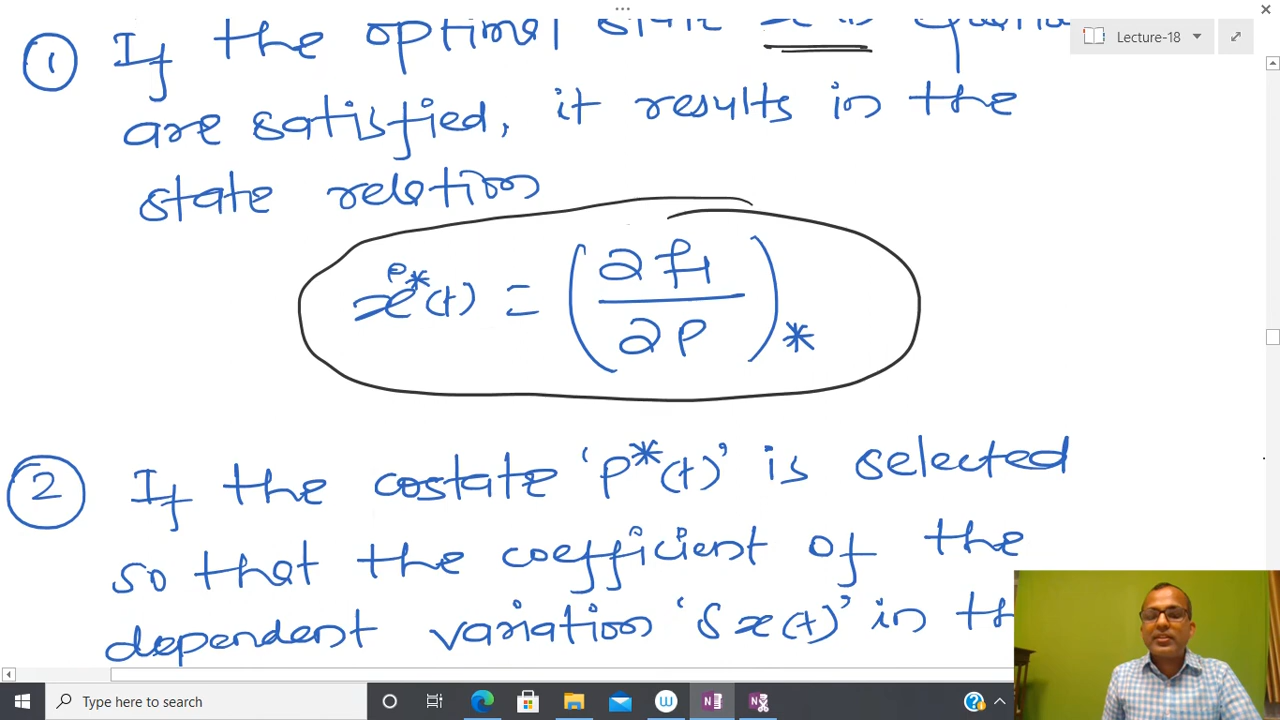 Lecture-18
① If the optimal state
are satisfied, it results in the
state relation
ẋ*(t) = (∂H/∂p)*
② If the costate 'p*(t)' is selected
so that the coefficient of the
dependent variation 'δx(t)' in th
Type here to search